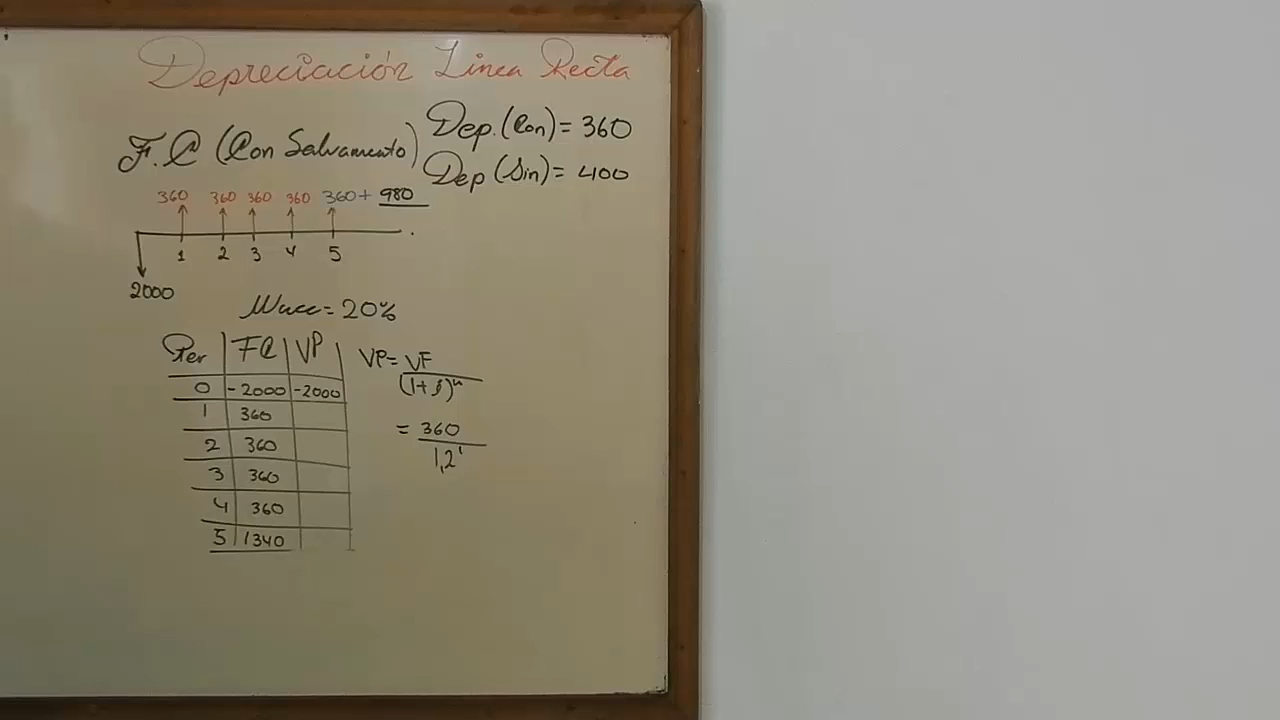 Depreciación Linea Recta
F.C (Con Salvamento)
Dep. (Con) = 360
Dep (Sin) = 400
360 360 360 360 360 + 980
1 2 3 4 5
2000
Wacc = 20%
Per FC VP
0 -2000 -2000
1 360
2 360
3 360
4 360
5 1340
VP = VF
(1+i)ⁿ
= 360
1,2¹